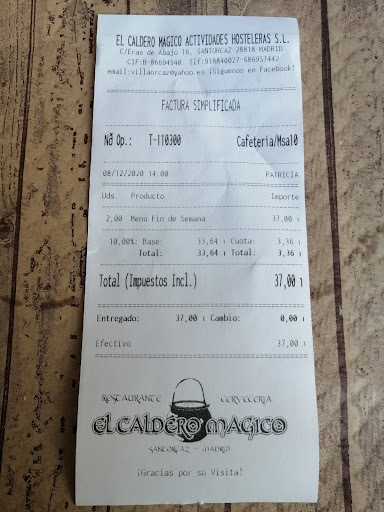 EL CALDERO MAGICO ACTIVIDADES HOSTELERAS S.L.
C/Eras de Abajo 16, SANTORCAZ-28818-MADRID
CIF:B-86694940 Tlf:918840027-686957442
email:villaorcaz@yahoo.es ¡Síguenos en Facebook!
FACTURA SIMPLIFICADA
Nã Op.: T-110300 Cafeteria/Msa10
08/12/2020 14:00 PATRICIA
Uds. Producto Importe
2,00 Menu Fin de Semana 37,00 ı
10,00% Base: 33,64 ı Cuota: 3,36 ı
Total: 33,64 ı Total: 3,36 ı
Total (Impuestos Incl.) 37,00 ı
Entregado: 37,00 ı Cambio: 0,00 ı
Efectivo 37,00 ı
RESTAURANTE CERVECERIA
EL CALDERO MAGICO
SANTORCAZ - MADRID
¡Gracias por su Visita!